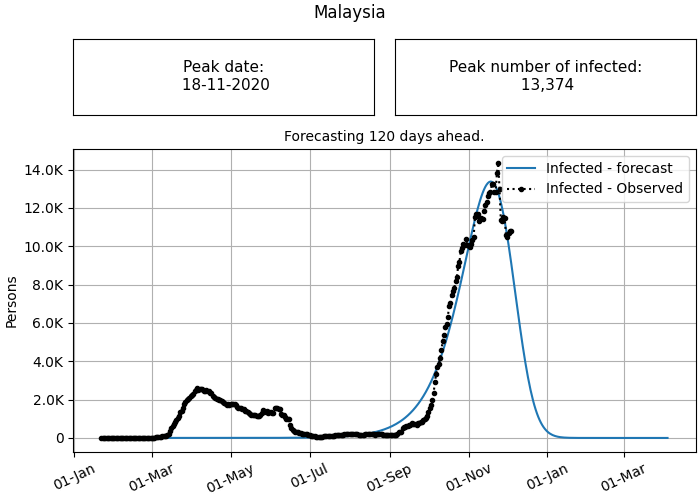 Malaysia
Peak date:
18-11-2020
Peak number of infected:
13,374
Forecasting 120 days ahead.
14.0K
12.0K
10.0K
8.0K
6.0K
4.0K
2.0K
0
Persons
Infected - forecast
Infected - Observed
01-Jan
01-Mar
01-May
01-Jul
01-Sep
01-Nov
01-Jan
01-Mar